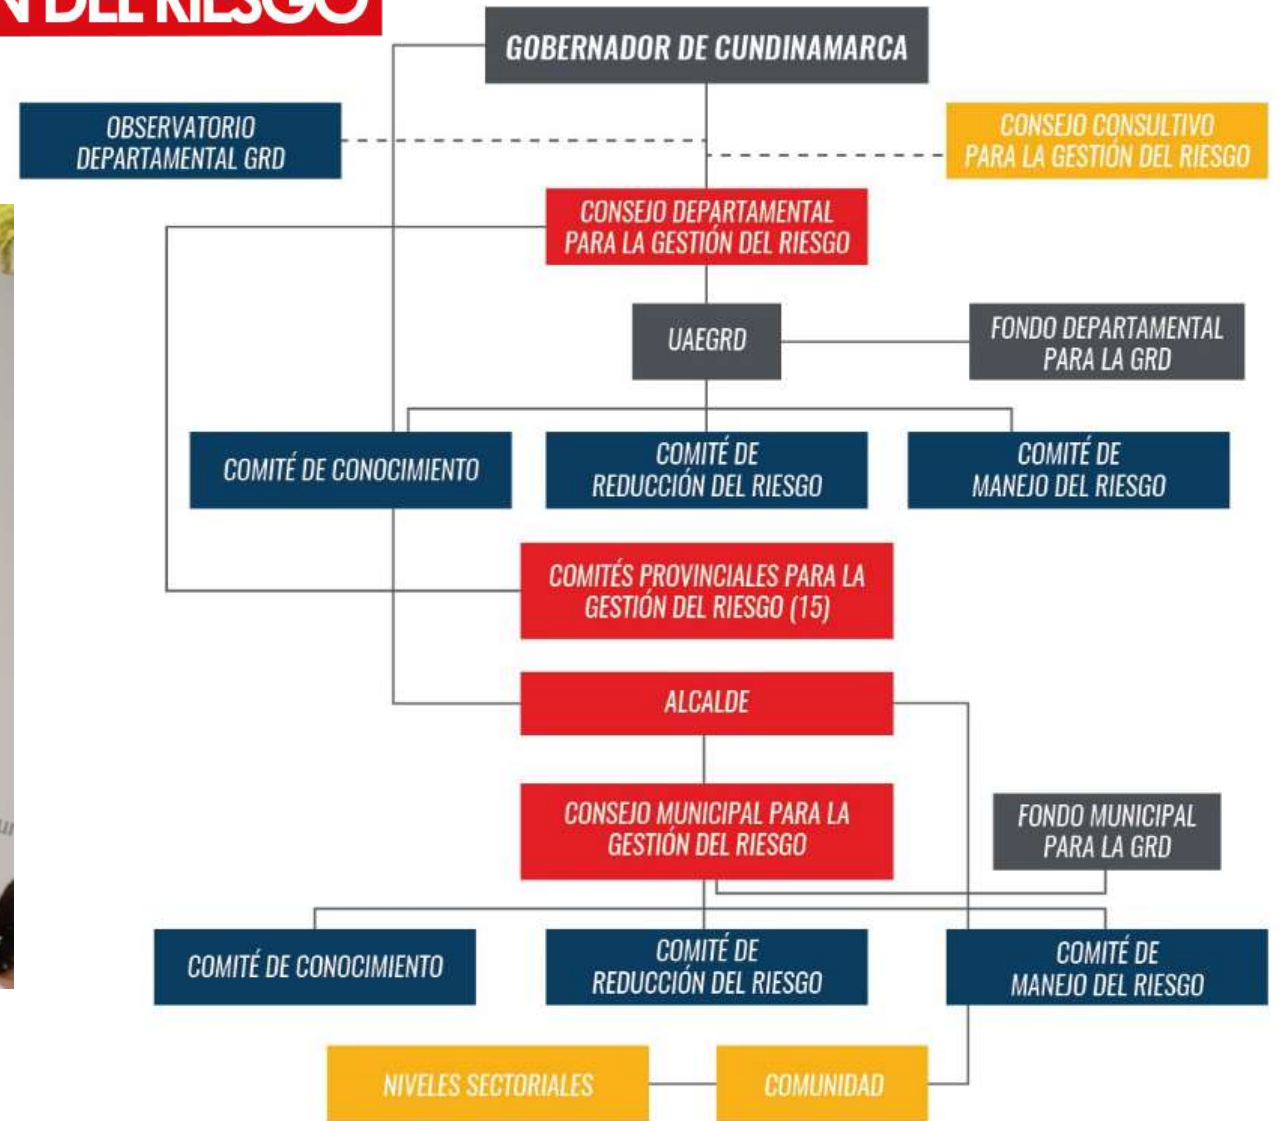 N DEL RIESGO
GOBERNADOR DE CUNDINAMARCA
OBSERVATORIO
DEPARTAMENTAL GRD
CONSEJO CONSULTIVO
PARA LA GESTIÓN DEL RIESGO
CONSEJO DEPARTAMENTAL
PARA LA GESTIÓN DEL RIESGO
UAEGRD
FONDO DEPARTAMENTAL
PARA LA GRD
COMITÉ DE CONOCIMIENTO
COMITÉ DE
REDUCCIÓN DEL RIESGO
COMITÉ DE
MANEJO DEL RIESGO
COMITÉS PROVINCIALES PARA LA
GESTIÓN DEL RIESGO (15)
ALCALDE
CONSEJO MUNICIPAL PARA LA
GESTIÓN DEL RIESGO
FONDO MUNICIPAL
PARA LA GRD
COMITÉ DE CONOCIMIENTO
COMITÉ DE
REDUCCIÓN DEL RIESGO
COMITÉ DE
MANEJO DEL RIESGO
NIVELES SECTORIALES
COMUNIDAD